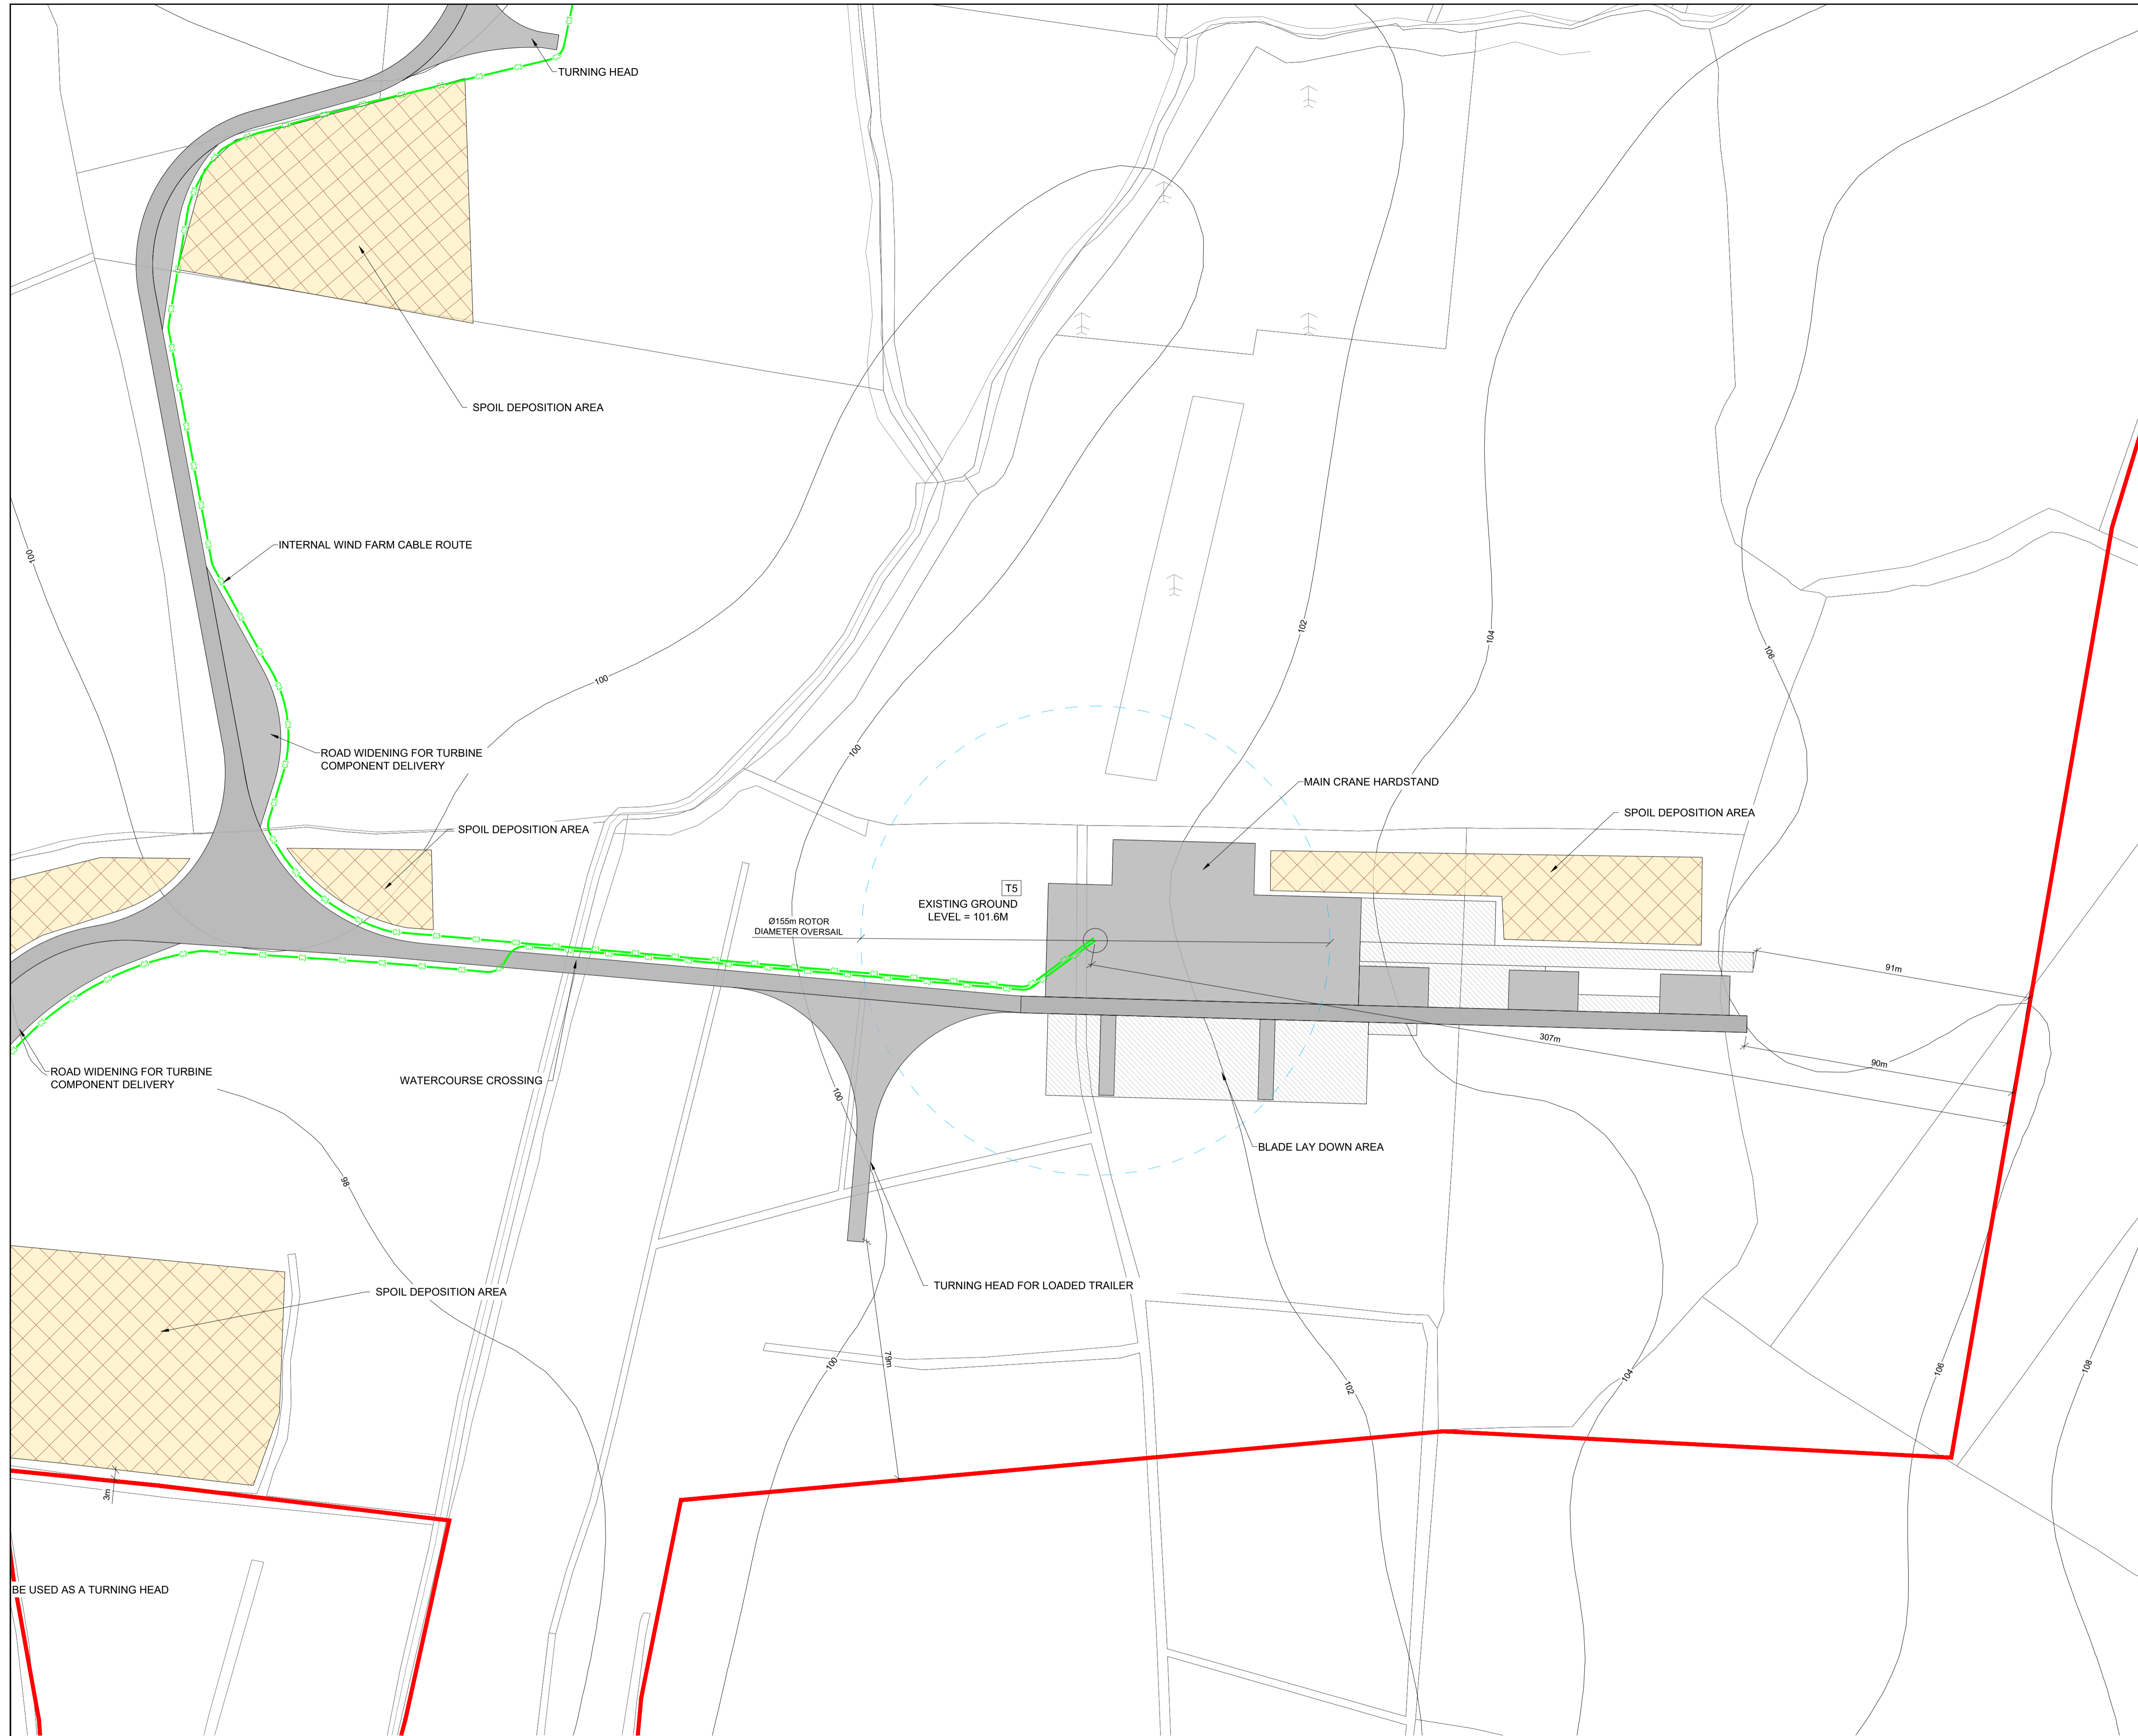 TURNING HEAD
SPOIL DEPOSITION AREA
100
INTERNAL WIND FARM CABLE ROUTE
102
104
106
100
ROAD WIDENING FOR TURBINE
COMPONENT DELIVERY
100
MAIN CRANE HARDSTAND
SPOIL DEPOSITION AREA
SPOIL DEPOSITION AREA
T5
EXISTING GROUND
LEVEL = 101.6M
Ø155m ROTOR
DIAMETER OVERSAIL
91m
307m
90m
ROAD WIDENING FOR TURBINE
COMPONENT DELIVERY
WATERCOURSE CROSSING
100
BLADE LAY DOWN AREA
98
TURNING HEAD FOR LOADED TRAILER
SPOIL DEPOSITION AREA
79m
100
102
104
106
108
3m
BE USED AS A TURNING HEAD